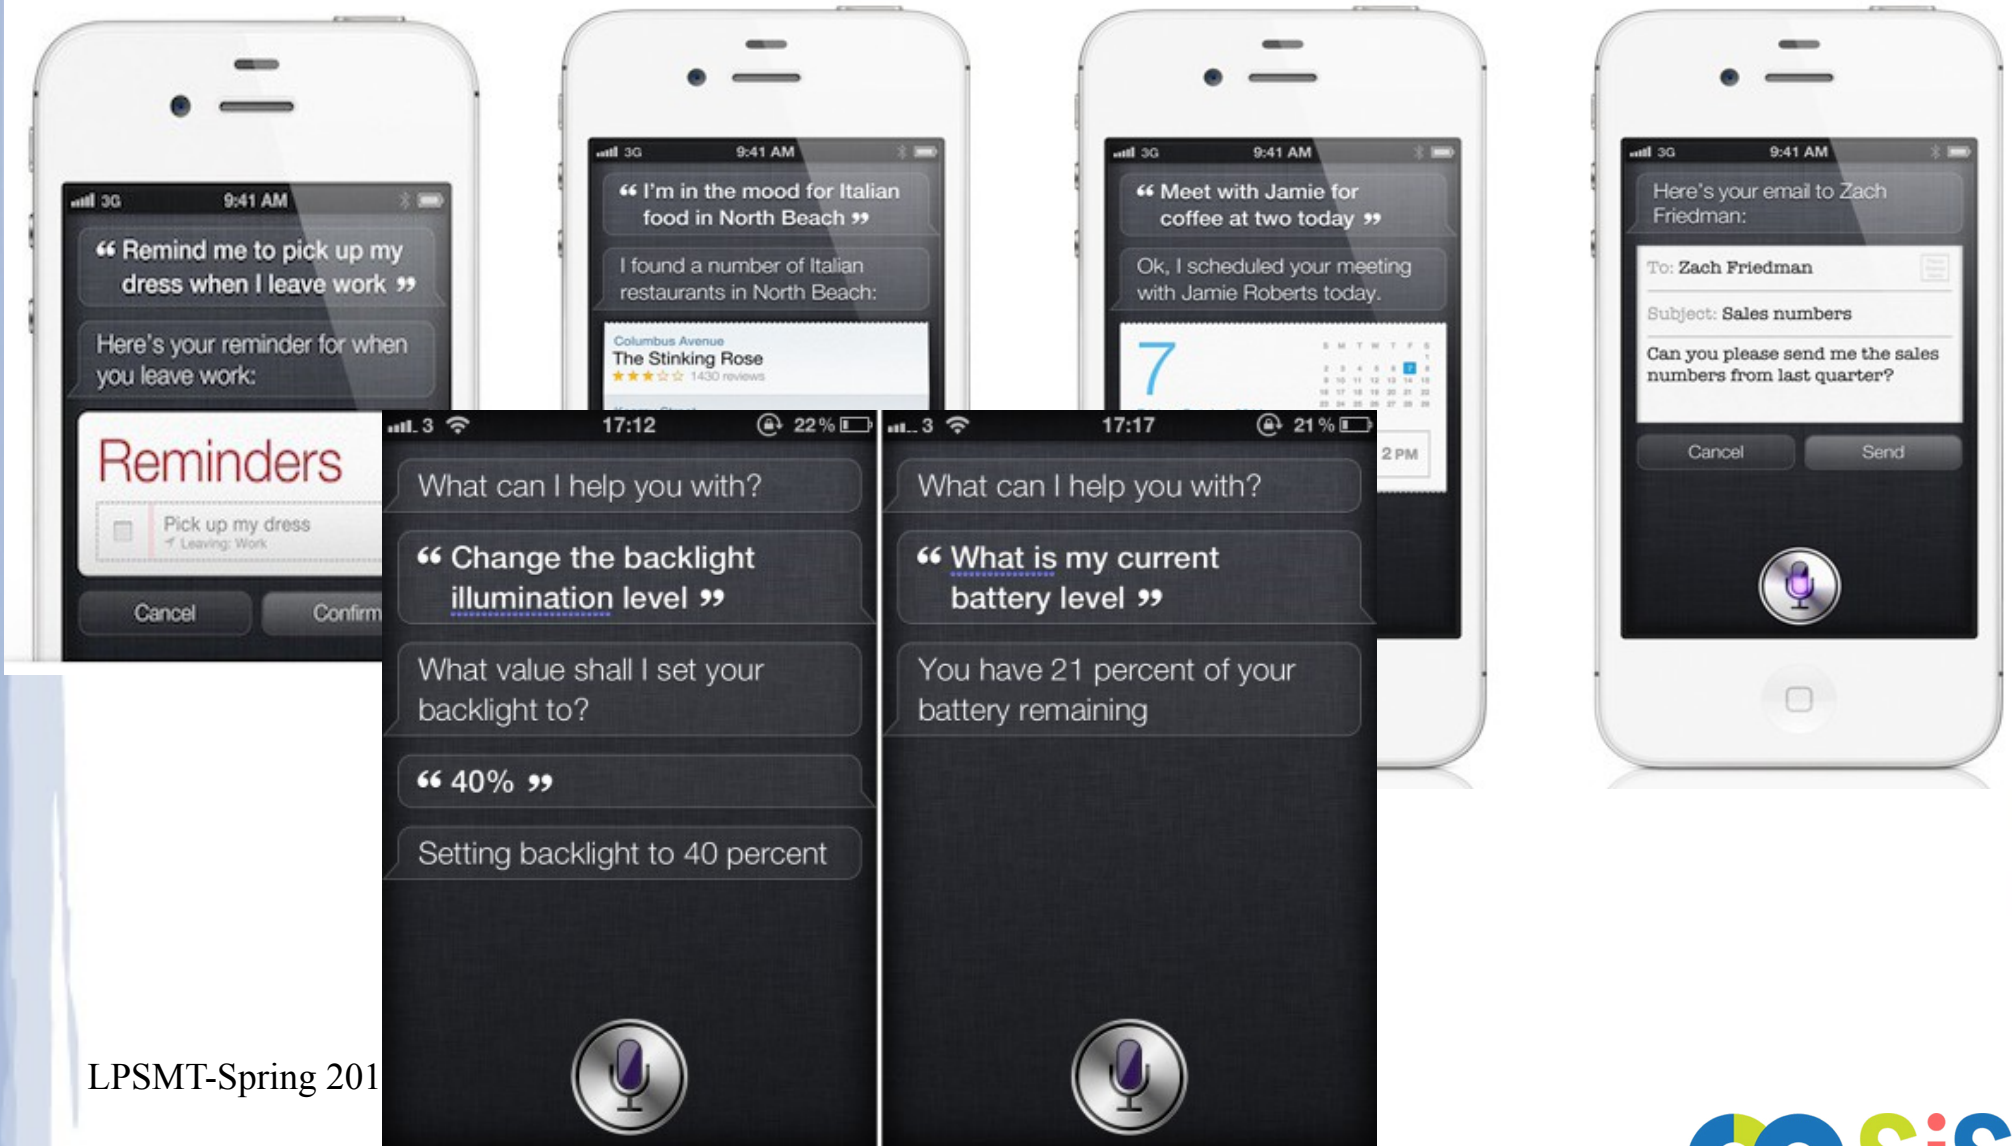 3G 9:41 AM
“ Remind me to pick up my
dress when I leave work ”
Here's your reminder for when
you leave work:
Reminders
Pick up my dress
Leaving: Work
Cancel Confirm
3G 9:41 AM
“ I'm in the mood for Italian
food in North Beach ”
I found a number of Italian
restaurants in North Beach:
Columbus Avenue
The Stinking Rose
1430 reviews
3G 9:41 AM
“ Meet with Jamie for
coffee at two today ”
Ok, I scheduled your meeting
with Jamie Roberts today.
7
S M T W T F S
2 PM
3G 9:41 AM
Here's your email to Zach
Friedman:
To: Zach Friedman
Subject: Sales numbers
Can you please send me the sales
numbers from last quarter?
Cancel Send
3 17:12 22%
What can I help you with?
“ Change the backlight
illumination level ”
What value shall I set your
backlight to?
“ 40% ”
Setting backlight to 40 percent
3 17:17 21%
What can I help you with?
“ What is my current
battery level ”
You have 21 percent of your
battery remaining
LPSMT-Spring 201